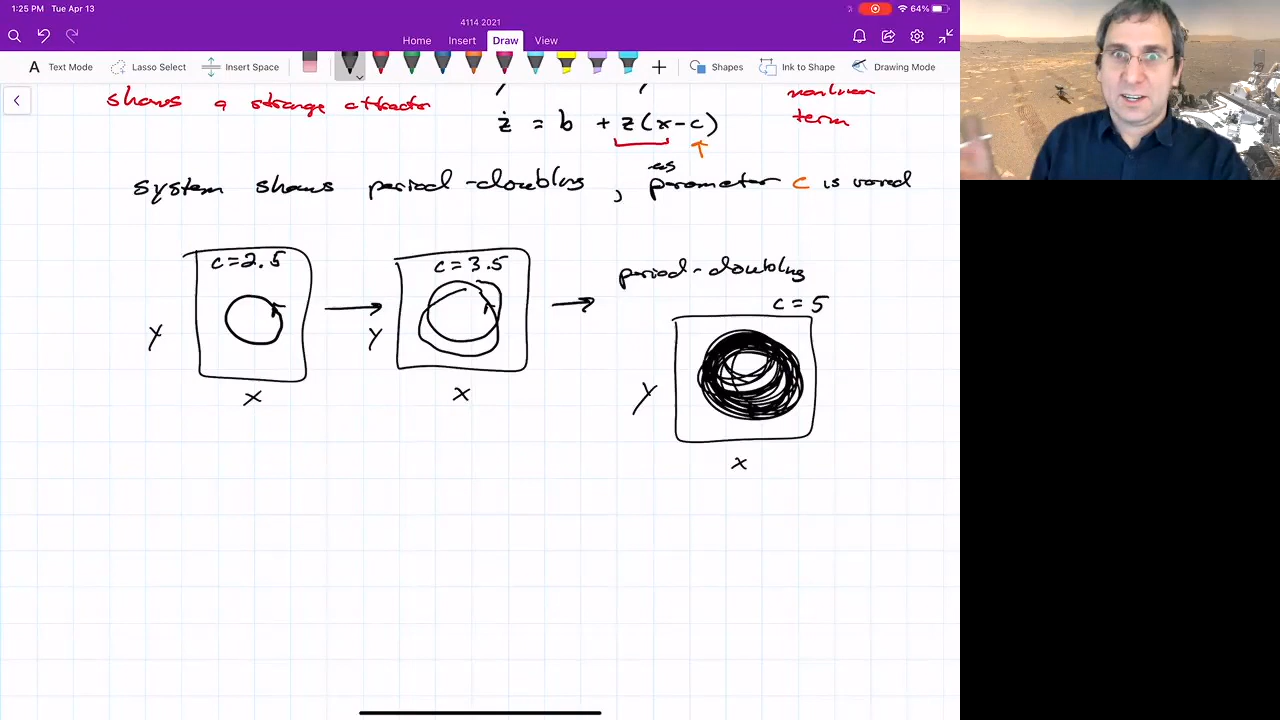 1:25 PM Tue Apr 13
64%
4114 2021
Home Insert Draw View
Text Mode Lasso Select Insert Space Shapes Ink to Shape Drawing Mode
shows a strange attractor
nonlinear
term
ż = b + z(x-c)
system shows period-doubling, as parameter c is varied
c=2.5
c=3.5
period-doubling
c=5
y
y
y
x
x
x